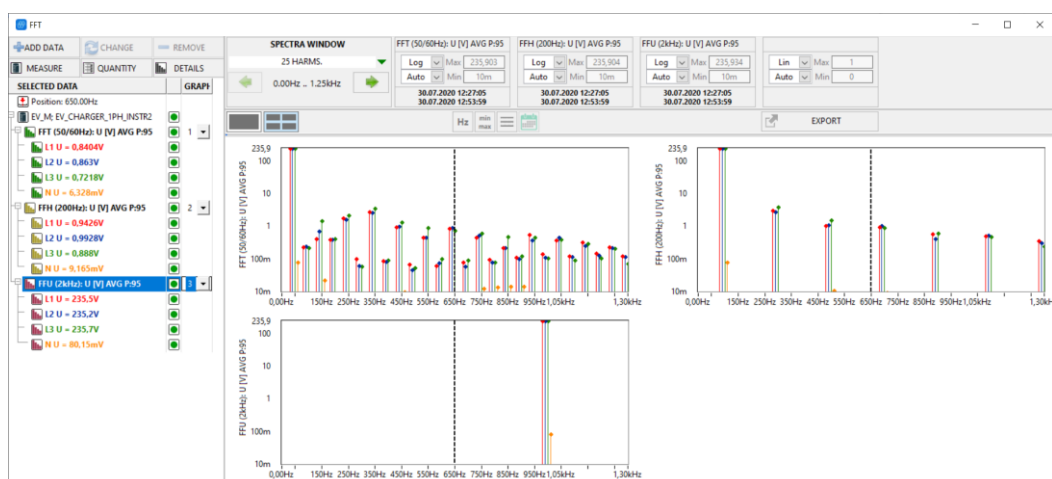 FFT
ADD DATA CHANGE REMOVE
MEASURE QUANTITY DETAILS
SELECTED DATA GRAPH
Position: 650.00Hz
EV_M; EV_CHARGER_1PH_INSTR2
FFT (50/60Hz): U [V] AVG P:95 1
L1 U = 0,8404V
L2 U = 0,863V
L3 U = 0,7218V
N U = 6,328mV
FFH (200Hz): U [V] AVG P:95 2
L1 U = 0,9426V
L2 U = 0,9928V
L3 U = 0,888V
N U = 9,165mV
FFU (2kHz): U [V] AVG P:95 3
L1 U = 235,5V
L2 U = 235,2V
L3 U = 235,7V
N U = 80,15mV
SPECTRA WINDOW
25 HARMS.
0.00Hz .. 1.25kHz
FFT (50/60Hz): U [V] AVG P:95
Log Max 235,903
Auto Min 10m
30.07.2020 12:27:05
30.07.2020 12:53:59
FFH (200Hz): U [V] AVG P:95
Log Max 235,904
Auto Min 10m
30.07.2020 12:27:05
30.07.2020 12:53:59
FFU (2kHz): U [V] AVG P:95
Log Max 235,934
Auto Min 10m
30.07.2020 12:27:05
30.07.2020 12:53:59
Lin Max 1
Auto Min 0
Hz min max
EXPORT
FFT (50/60Hz): U [V] AVG P:95
235,9
100
10
1
100m
10m
0,00Hz 150Hz 250Hz 350Hz 450Hz 550Hz 650Hz 750Hz 850Hz 950Hz 1,05kHz 1,30kHz
FFH (200Hz): U [V] AVG P:95
235,9
100
10
1
100m
10m
0,00Hz 150Hz 250Hz 350Hz 450Hz 550Hz 650Hz 750Hz 850Hz 950Hz 1,05kHz 1,30kHz
FFU (2kHz): U [V] AVG P:95
235,9
100
10
1
100m
10m
0,00Hz 150Hz 250Hz 350Hz 450Hz 550Hz 650Hz 750Hz 850Hz 950Hz 1,05kHz 1,30kHz